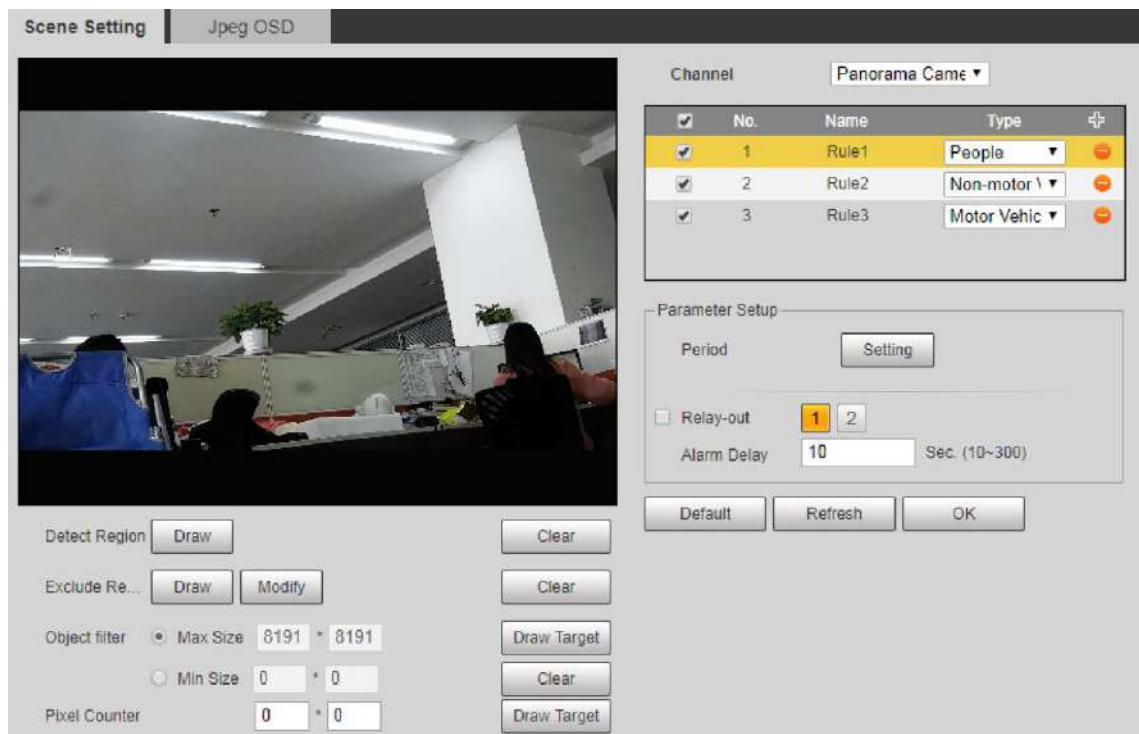 Scene Setting Jpeg OSD
Channel Panorama Came
No. Name Type
1 Rule1 People
2 Rule2 Non-motor \
3 Rule3 Motor Vehic
Parameter Setup
Period Setting
Relay-out 1 2
Alarm Delay 10 Sec. (10~300)
Default Refresh OK
Detect Region Draw Clear
Exclude Re... Draw Modify Clear
Object filter Max Size 8191 * 8191 Draw Target
Min Size 0 * 0 Clear
Pixel Counter 0 * 0 Draw Target